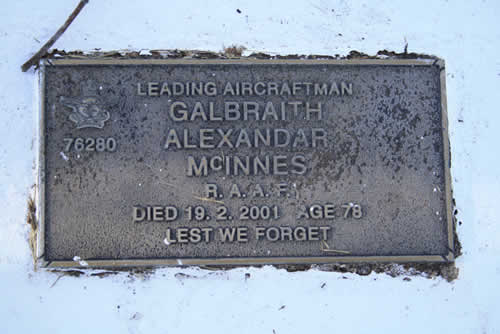 LEADING AIRCRAFTMAN
GALBRAITH
76280 ALEXANDAR
McINNES
R.A.A.F.
DIED 19. 2. 2001 AGE 78
LEST WE FORGET